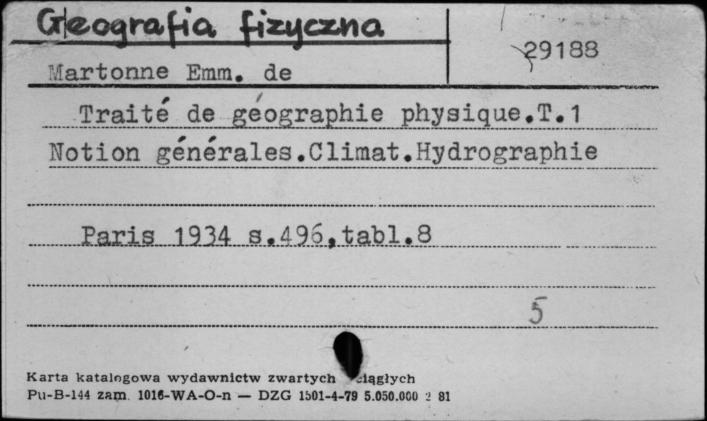 Geografia fizyczna
29188
Martonne Emm. de
Traité de géographie physique.T.1
Notion générales.Climat.Hydrographie
Paris 1934 s.496,tabl.8
5
Karta katalogowa wydawnictw zwartych ciągłych
Pu-B-144 zam. 1016-WA-O-n — DZG 1501-4-79 5.050.000 2 81